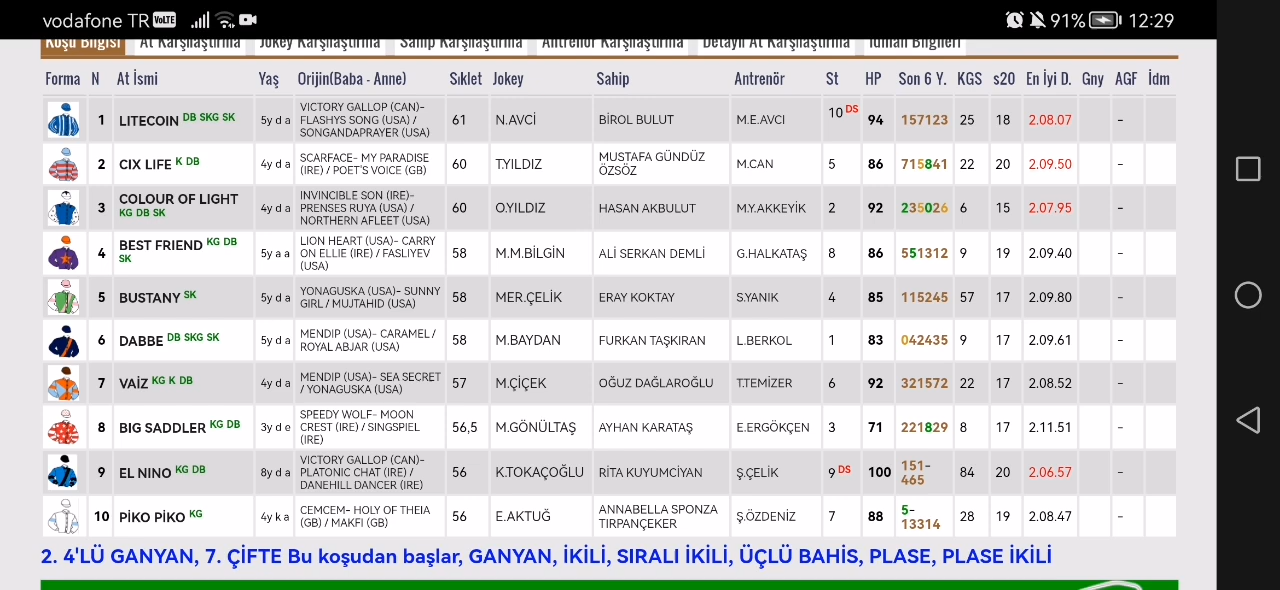 vodafone TR VoLTE 91% 12:29
Koşu Bilgisi At Karşılaştırma Jokey Karşılaştırma Sahip Karşılaştırma Antrenör Karşılaştırma Detaylı At Karşılaştırma İdman Bilgileri
Forma N At İsmi Yaş Orijin(Baba - Anne) Sıklet Jokey Sahip Antrenör St HP Son 6 Y. KGS s20 En İyi D. Gny AGF İdm
1 LITECOIN DB SKG SK 5y d a VICTORY GALLOP (CAN)- FLASHYS SONG (USA) / SONGANDAPRAYER (USA) 61 N.AVCİ BİROL BULUT M.E.AVCI 10 DS 94 157123 25 18 2.08.07 -
2 CIX LIFE K DB 4y d a SCARFACE- MY PARADISE (IRE) / POET'S VOICE (GB) 60 T.YILDIZ MUSTAFA GÜNDÜZ ÖZSÖZ M.CAN 5 86 715841 22 20 2.09.50 -
3 COLOUR OF LIGHT KG DB SK 4y d a INVINCIBLE SON (IRE)- PRENSES RUYA (USA) / NORTHERN AFLEET (USA) 60 O.YILDIZ HASAN AKBULUT M.Y.AKKEYİK 2 92 235026 6 15 2.07.95 -
4 BEST FRIEND KG DB SK 5y a a LION HEART (USA)- CARRY ON ELLIE (IRE) / FASLIYEV (USA) 58 M.M.BİLGİN ALİ SERKAN DEMLİ G.HALKATAŞ 8 86 551312 9 19 2.09.40 -
5 BUSTANY SK 5y d a YONAGUSKA (USA)- SUNNY GIRL / MUJTAHID (USA) 58 MER.ÇELİK ERAY KOKTAY S.YANIK 4 85 115245 57 17 2.09.80 -
6 DABBE DB SKG SK 5y d a MENDIP (USA)- CARAMEL / ROYAL ABJAR (USA) 58 M.BAYDAN FURKAN TAŞKIRAN L.BERKOL 1 83 042435 9 17 2.09.61 -
7 VAİZ KG K DB 4y d a MENDIP (USA)- SEA SECRET / YONAGUSKA (USA) 57 M.ÇİÇEK OĞUZ DAĞLAROĞLU T.TEMİZER 6 92 321572 22 17 2.08.52 -
8 BIG SADDLER KG DB 3y d e SPEEDY WOLF- MOON CREST (IRE) / SINGSPIEL (IRE) 56,5 M.GÖNÜLTAŞ AYHAN KARATAŞ E.ERGÖKÇEN 3 71 221829 8 17 2.11.51 -
9 EL NINO KG DB 8y d a VICTORY GALLOP (CAN)- PLATONIC CHAT (IRE) / DANEHILL DANCER (IRE) 56 K.TOKAÇOĞLU RİTA KUYUMCİYAN Ş.ÇELİK 9 DS 100 151-465 84 20 2.06.57 -
10 PİKO PİKO KG 4y k a CEMCEM- HOLY OF THEIA (GB) / MAKFI (GB) 56 E.AKTUĞ ANNABELLA SPONZA TIRPANÇEKER Ş.ÖZDENİZ 7 88 5-13314 28 19 2.08.47 -
2. 4'LÜ GANYAN, 7. ÇİFTE Bu koşudan başlar, GANYAN, İKİLİ, SIRALI İKİLİ, ÜÇLÜ BAHİS, PLASE, PLASE İKİLİ